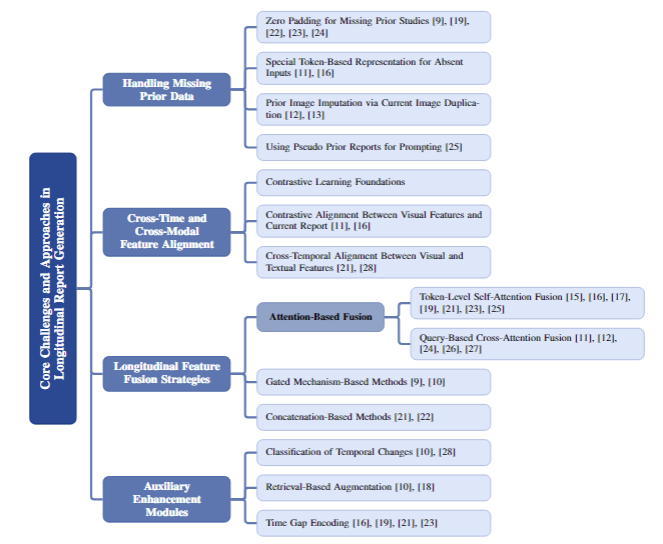 Core Challenges and Approaches in
Longitudinal Report Generation
Handling Missing
Prior Data
Zero Padding for Missing Prior Studies [9], [19],
[22], [23], [24]
Special Token-Based Representation for Absent
Inputs [11], [16]
Prior Image Imputation via Current Image Duplica-
tion [12], [13]
Using Pseudo Prior Reports for Prompting [25]
Cross-Time and
Cross-Modal
Feature Alignment
Contrastive Learning Foundations
Contrastive Alignment Between Visual Features and
Current Report [11], [16]
Cross-Temporal Alignment Between Visual and
Textual Features [21], [28]
Longitudinal Feature
Fusion Strategies
Attention-Based Fusion
Token-Level Self-Attention Fusion [15], [16], [17],
[19], [21], [23], [25]
Query-Based Cross-Attention Fusion [11], [12],
[24], [26], [27]
Gated Mechanism-Based Methods [9], [10]
Concatenation-Based Methods [21], [22]
Auxiliary
Enhancement
Modules
Classification of Temporal Changes [10], [28]
Retrieval-Based Augmentation [10], [18]
Time Gap Encoding [16], [19], [21], [23]